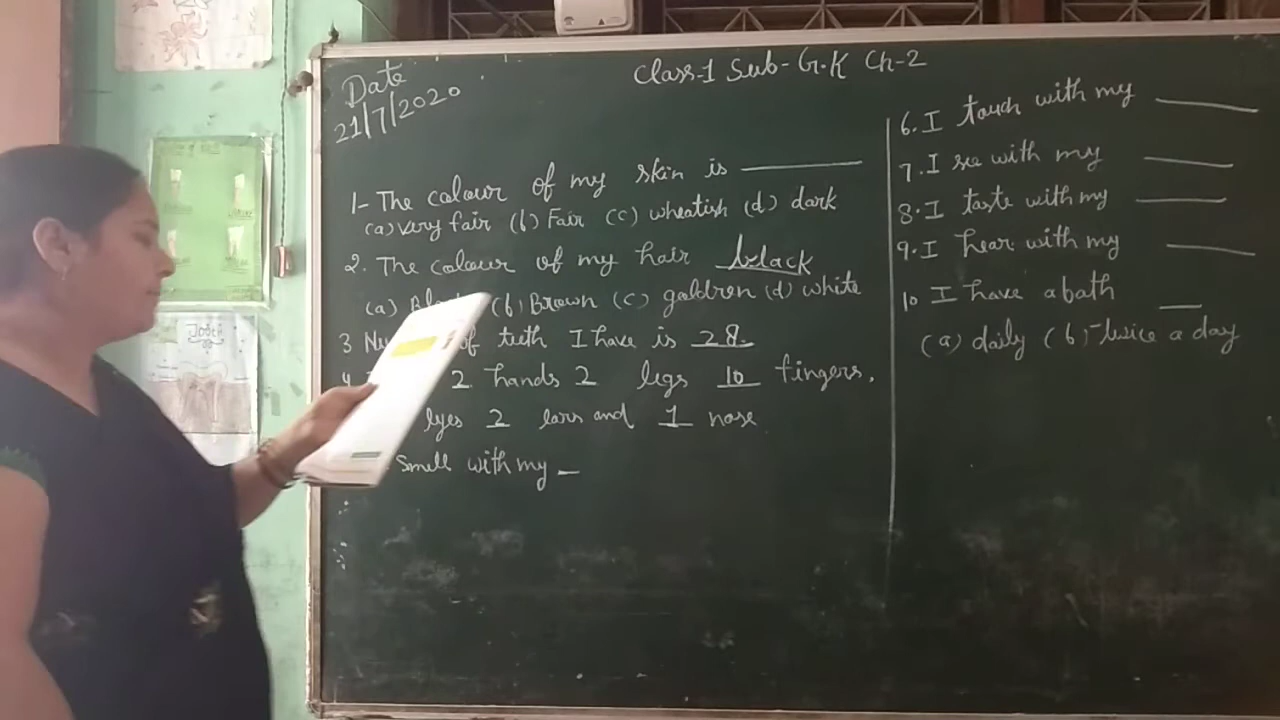 Date
21/7/2020
Class-1 Sub- G.K Ch-2
1- The colour of my skin is
(a) very fair (b) Fair (c) wheatish (d) dark
2. The colour of my hair black
(a) (b) Brown (c) goldren (d) white
3 of teeth I have is 28.
4 2 hands 2 legs 10 fingers.
eyes 2 ears and 1 nose
Smell with my
6. I touch with my
7. I see with my
8. I taste with my
9. I hear with my
10 I have a bath
(a) daily (b) twice a day